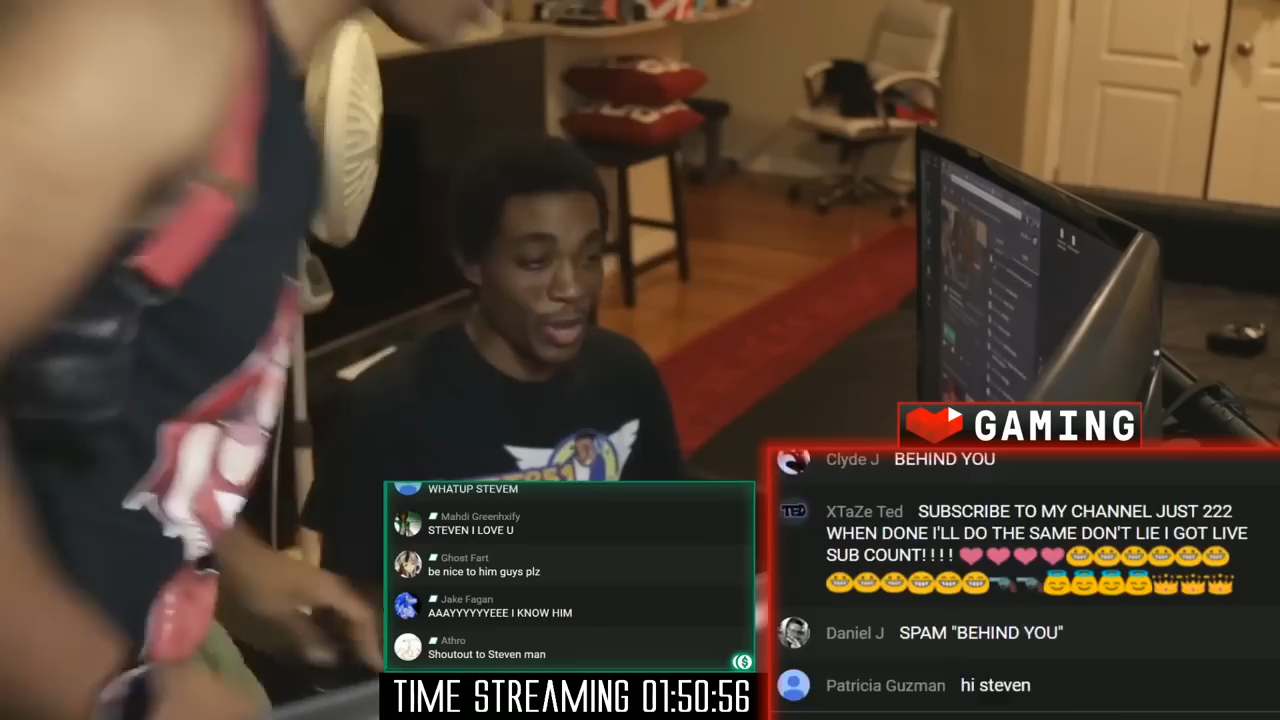 GAMING
Clyde J BEHIND YOU
XTaZe Ted SUBSCRIBE TO MY CHANNEL JUST 222
WHEN DONE I'LL DO THE SAME DON'T LIE I GOT LIVE
SUB COUNT!!!!
Daniel J SPAM "BEHIND YOU"
Patricia Guzman hi steven
WHATUP STEVEM
Mahdi Greenhxify
STEVEN I LOVE U
Ghost Fart
be nice to him guys plz
Jake Fagan
AAAYYYYYYEEE I KNOW HIM
Athro
Shoutout to Steven man
TIME STREAMING 01:50:56
TED